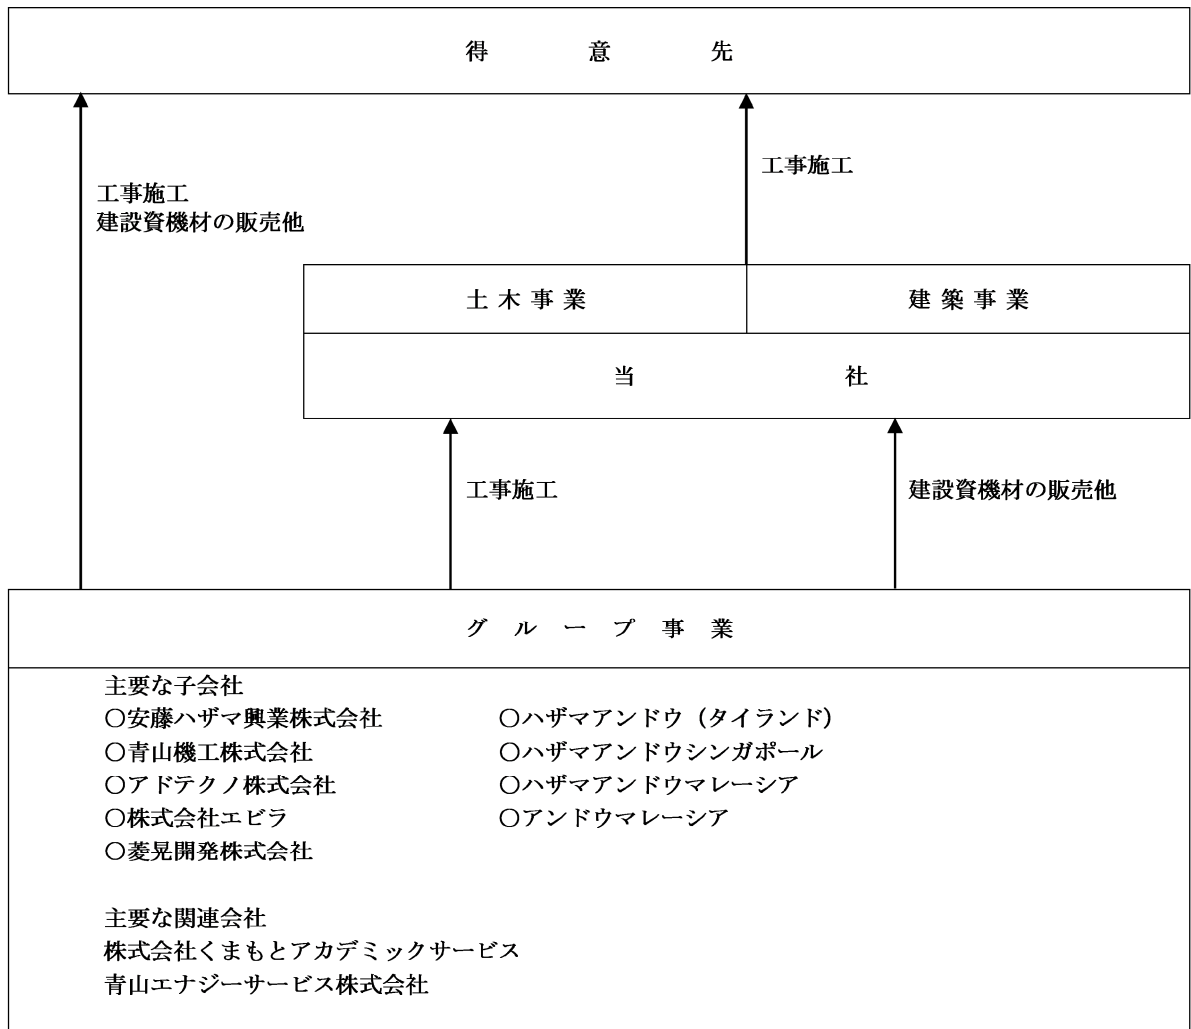 得意先
工事施工
工事施工
建設資機材の販売他
土木事業
建築事業
当社
工事施工
建設資機材の販売他
グループ事業
主要な子会社
○安藤ハザマ興業株式会社
○ハザマアンドウ（タイランド）
○青山機工株式会社
○ハザマアンドウシンガポール
○アドテクノ株式会社
○ハザマアンドウマレーシア
○株式会社エビラ
○アンドウマレーシア
○菱晃開発株式会社
主要な関連会社
株式会社くまもとアカデミックサービス
青山エナジーサービス株式会社